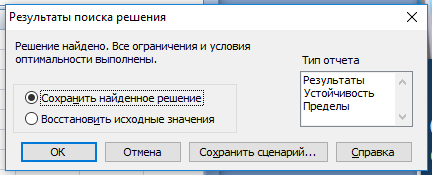 Результаты поиска решения
Решение найдено. Все ограничения и условия
оптимальности выполнены.
Тип отчета
Результаты
Устойчивость
Пределы
Сохранить найденное решение
Восстановить исходные значения
ОК
Отмена
Сохранить сценарий...
Справка